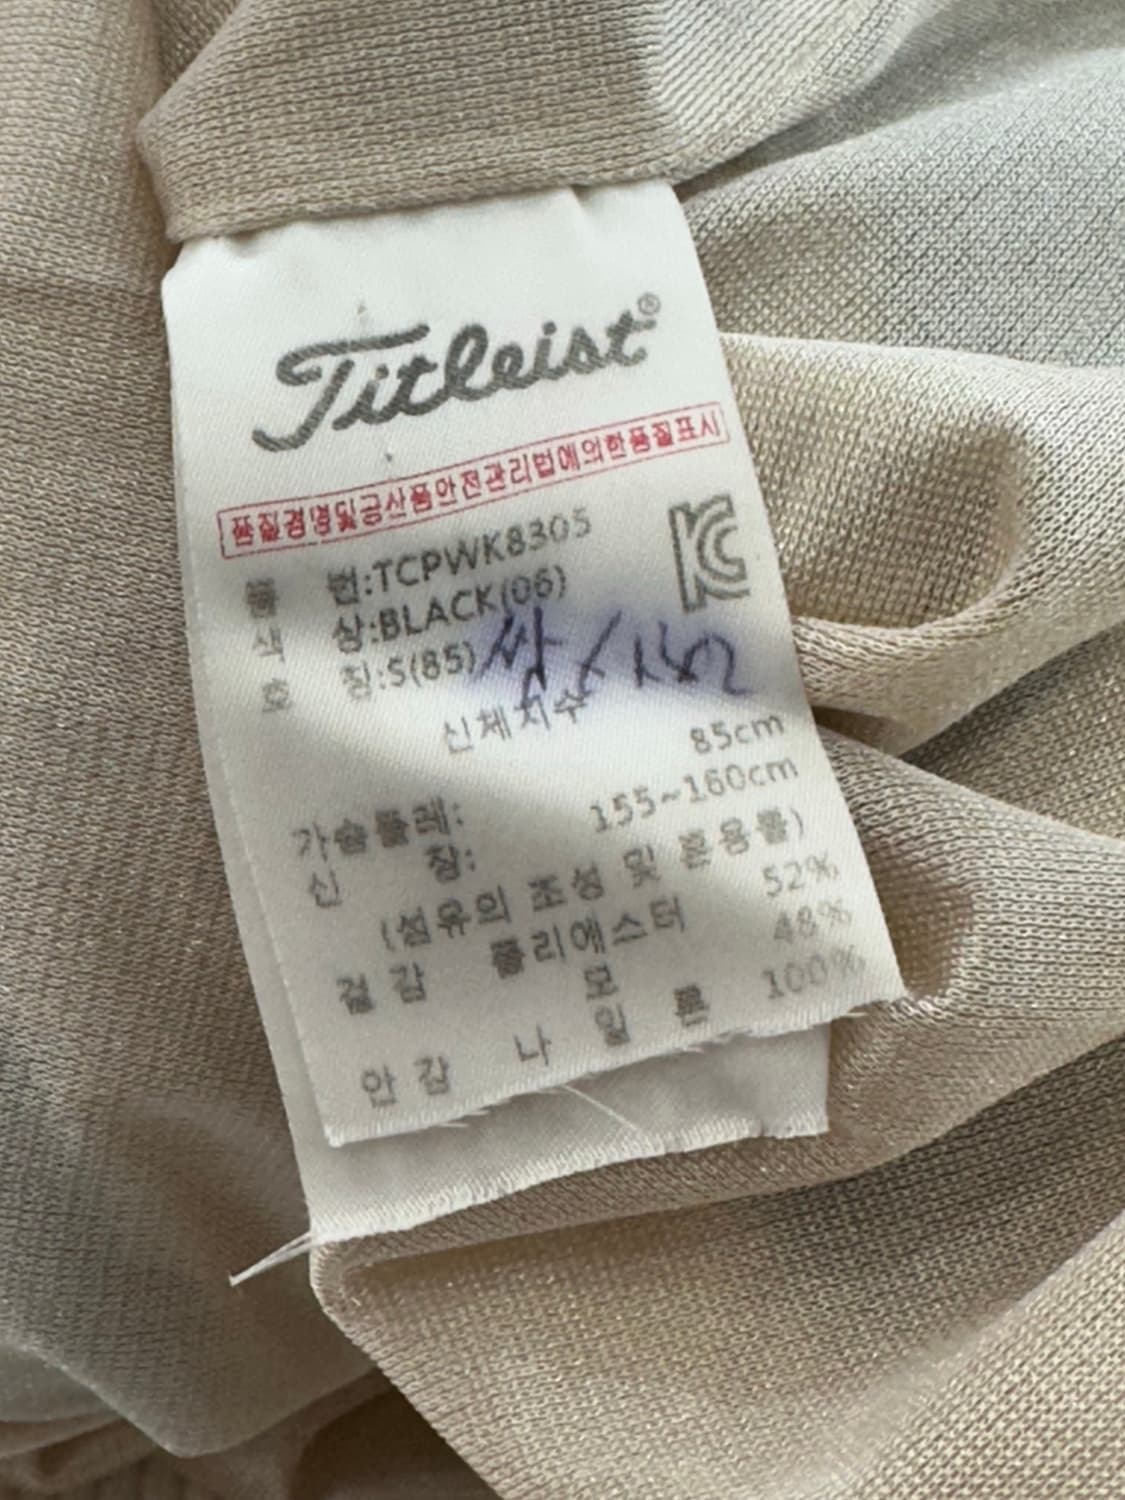 Titleist®
품질경영및공산품안전관리법에의한품질표시
품 번:TCPWK8305
색 상:BLACK(06)
호 칭:S(85)
신체치수
가슴둘레: 85cm
신 장: 155~160cm
(섬유의 조성 및 혼용률)
겉감 폴리에스터 52%
모 48%
안감 나일론 100%